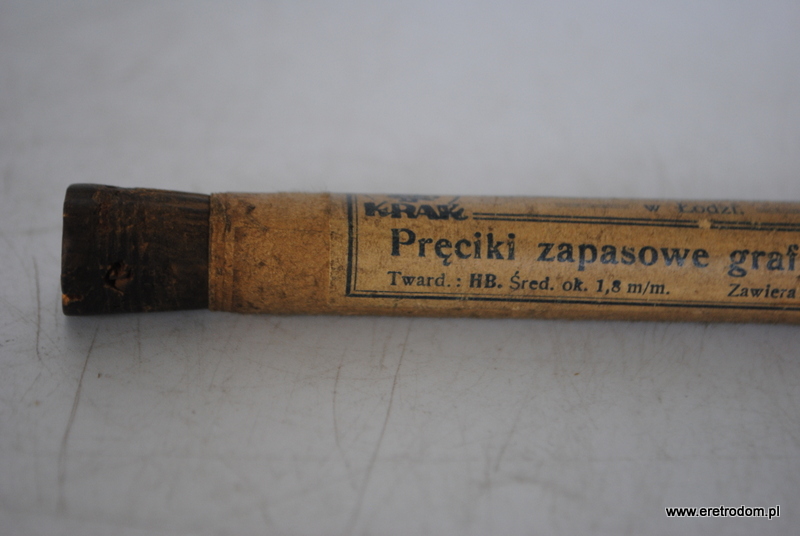 KRAK
w Łodzi.
Pręciki zapasowe graf
Tward. : HB. Śred. ok. 1,8 m/m. Zawiera
www.eretrodom.pl